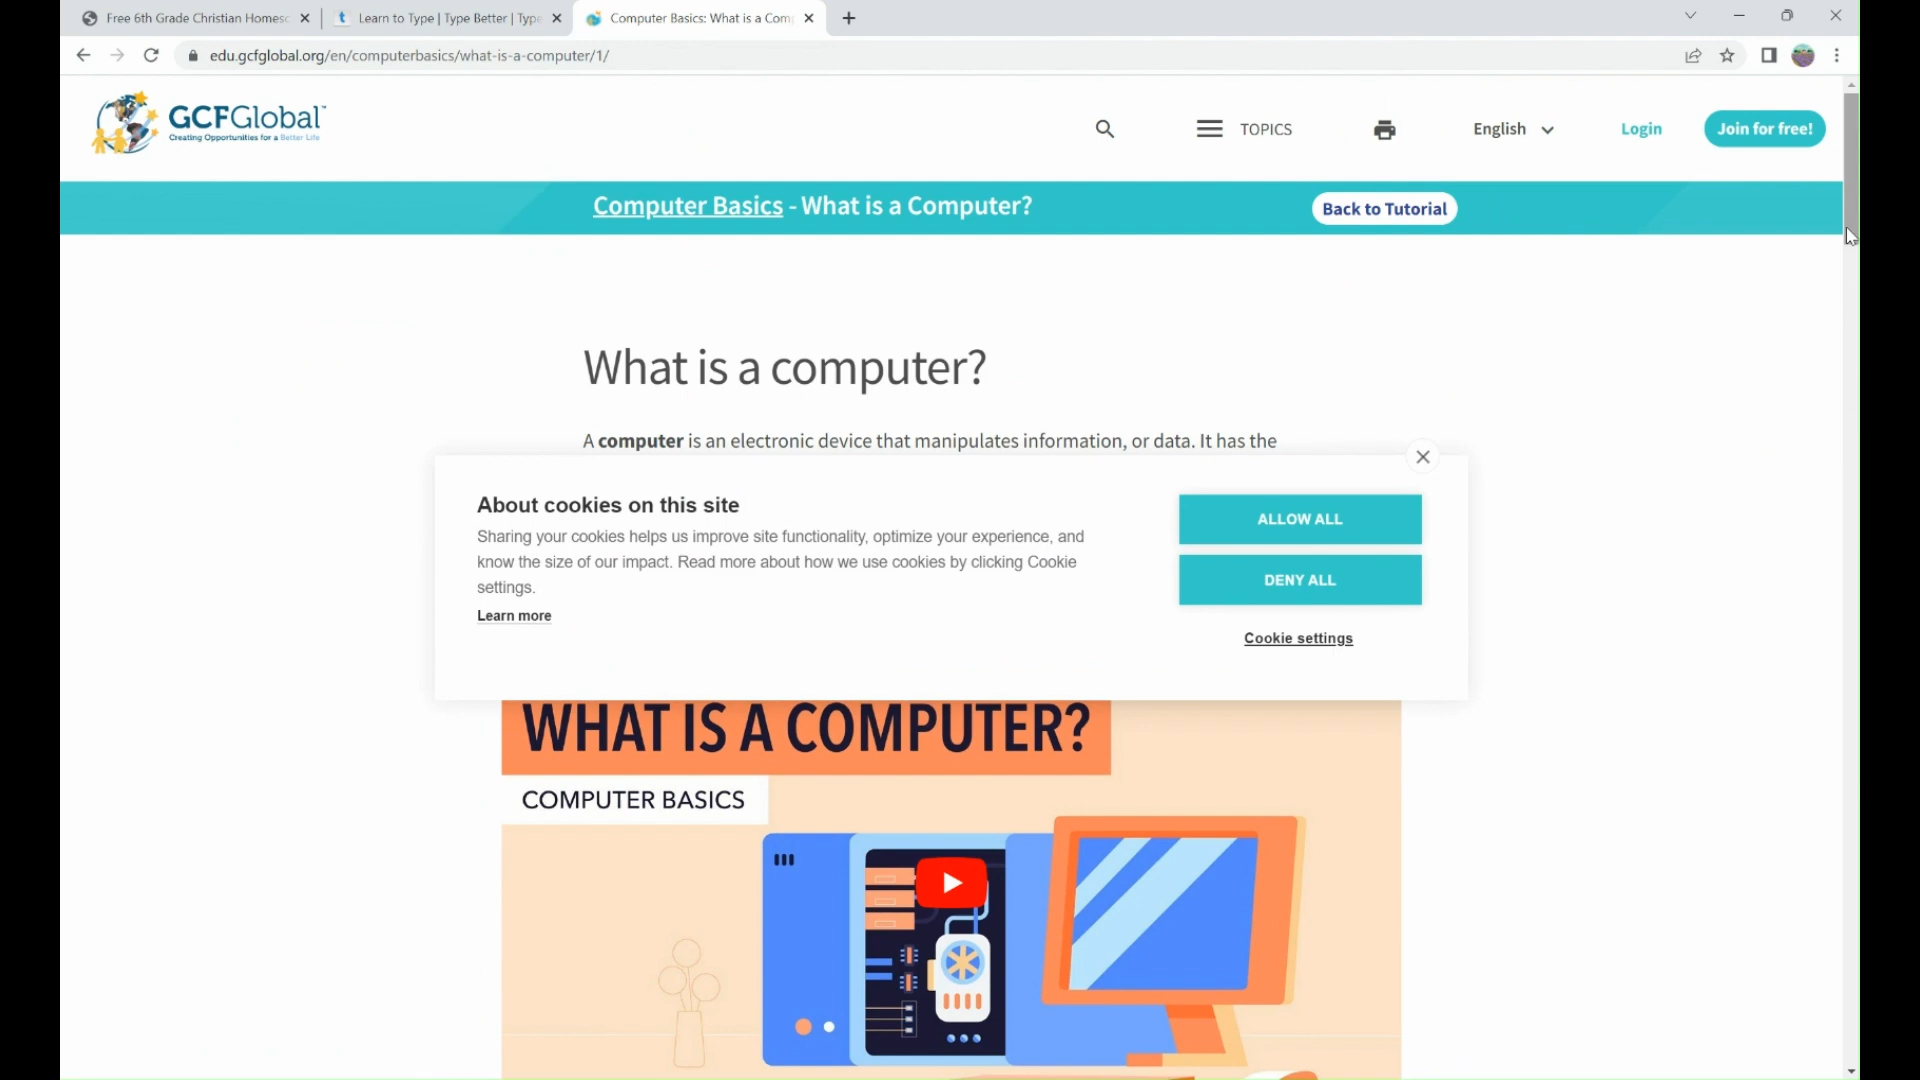 Free 6th Grade Christian Homesc
Learn to Type | Type Better | Type
Computer Basics: What is a Com
edu.gcfglobal.org/en/computerbasics/what-is-a-computer/1/
GCFGlobal™
Creating Opportunities for a Better Life
TOPICS
English
Login
Join for free!
Computer Basics - What is a Computer?
Back to Tutorial
What is a computer?
A computer is an electronic device that manipulates information, or data. It has the
About cookies on this site
Sharing your cookies helps us improve site functionality, optimize your experience, and
know the size of our impact. Read more about how we use cookies by clicking Cookie
settings.
Learn more
ALLOW ALL
DENY ALL
Cookie settings
WHAT IS A COMPUTER?
COMPUTER BASICS